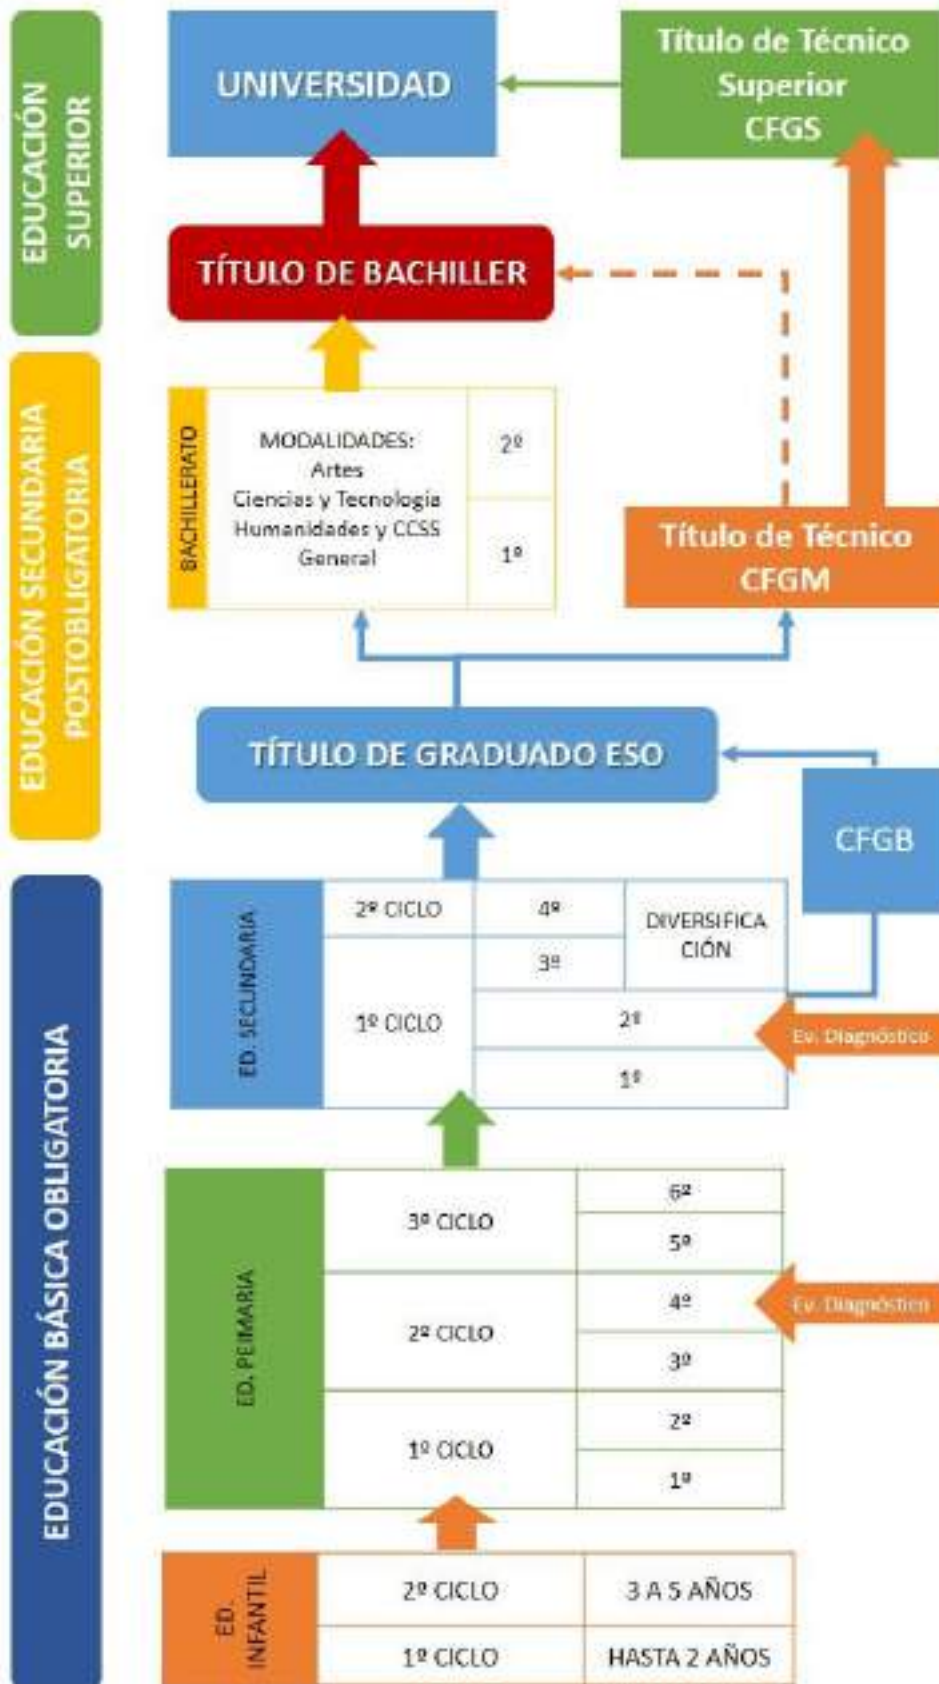 EDUCACIÓN
SUPERIOR
UNIVERSIDAD
Título de Técnico
Superior
CFGS
TÍTULO DE BACHILLER
EDUCACIÓN SECUNDARIA
POSTOBLIGATORIA
BACHILLERATO
MODALIDADES:
Artes
Ciencias y Tecnología
Humanidades y CCSS
General
2º
1º
Título de Técnico
CFGM
TÍTULO DE GRADUADO ESO
CFGB
EDUCACIÓN BÁSICA OBLIGATORIA
ED. SECUNDARIA
2º CICLO
4º
DIVERSIFICA
CIÓN
3º
1º CICLO
2º
Ev. Diagnóstico
1º
ED. PEIMARIA
3º CICLO
6º
5º
2º CICLO
4º
Ev. Diagnóstico
3º
1º CICLO
2º
1º
ED.
INFANTIL
2º CICLO
3 A 5 AÑOS
1º CICLO
HASTA 2 AÑOS